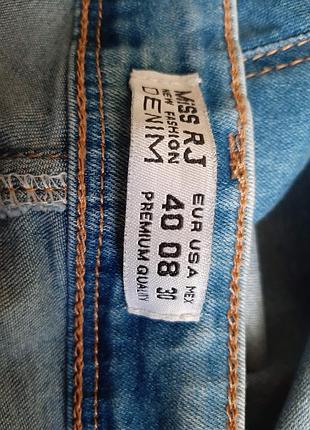 MISS RJ
NEW FASHION
DENIM
EUR USA MEX
40 08 30
PREMIUM QUALITY